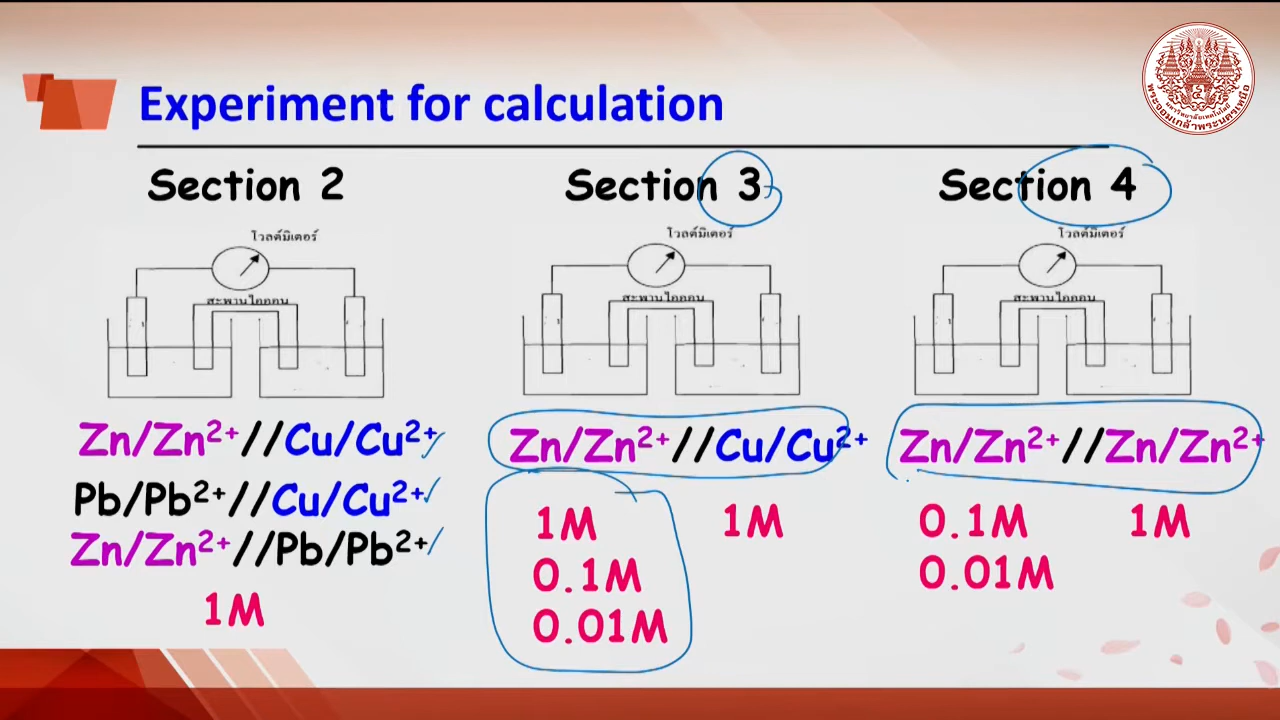 Experiment for calculation
Section 2
โวลต์มิเตอร์
สะพานไอออน
Zn/Zn²⁺//Cu/Cu²⁺
Pb/Pb²⁺//Cu/Cu²⁺
Zn/Zn²⁺//Pb/Pb²⁺
1M
Section 3
โวลต์มิเตอร์
สะพานไอออน
Zn/Zn²⁺//Cu/Cu²⁺
1M 1M
0.1M
0.01M
Section 4
โวลต์มิเตอร์
สะพานไอออน
Zn/Zn²⁺//Zn/Zn²⁺
0.1M 1M
0.01M